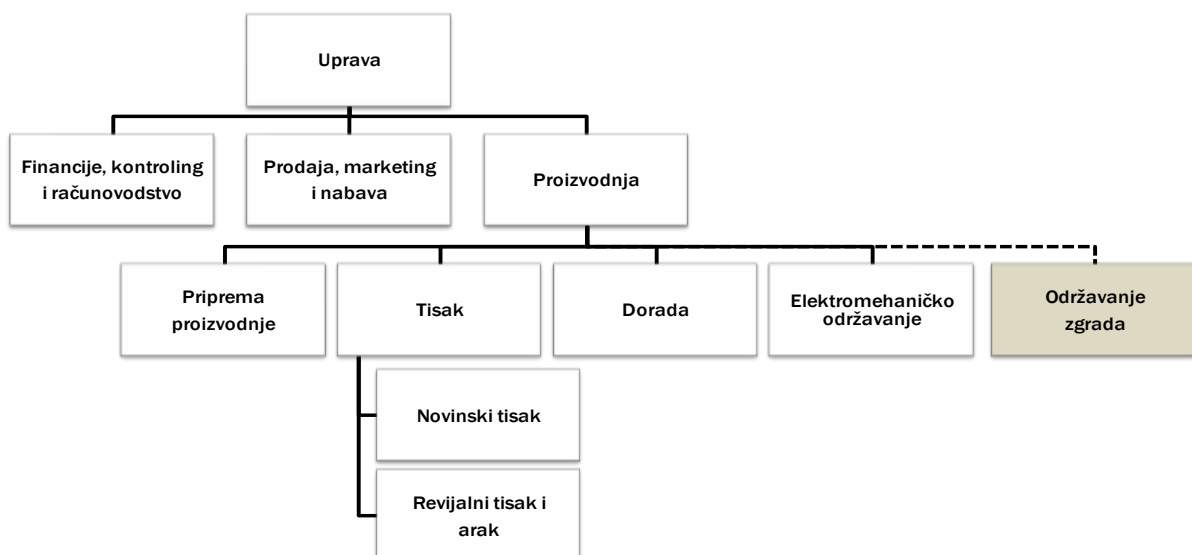 Uprava
Financije, kontroling
i računovodstvo
Prodaja, marketing
i nabava
Proizvodnja
Priprema
proizvodnje
Tisak
Dorada
Elektromehaničko
održavanje
Održavanje
zgrada
Novinski tisak
Revijalni tisak i
arak